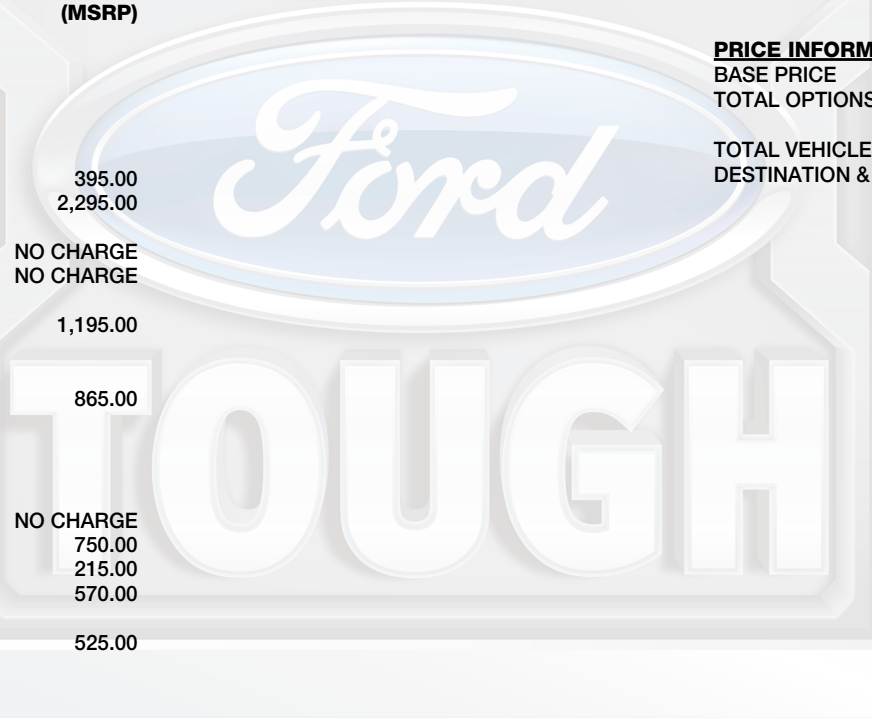 (MSRP)
395.00
2,295.00
NO CHARGE
NO CHARGE
1,195.00
865.00
NO CHARGE
750.00
215.00
570.00
525.00
PRICE INFORM
BASE PRICE
TOTAL OPTIONS
TOTAL VEHICLE
DESTINATION &
Ford
TOUGH